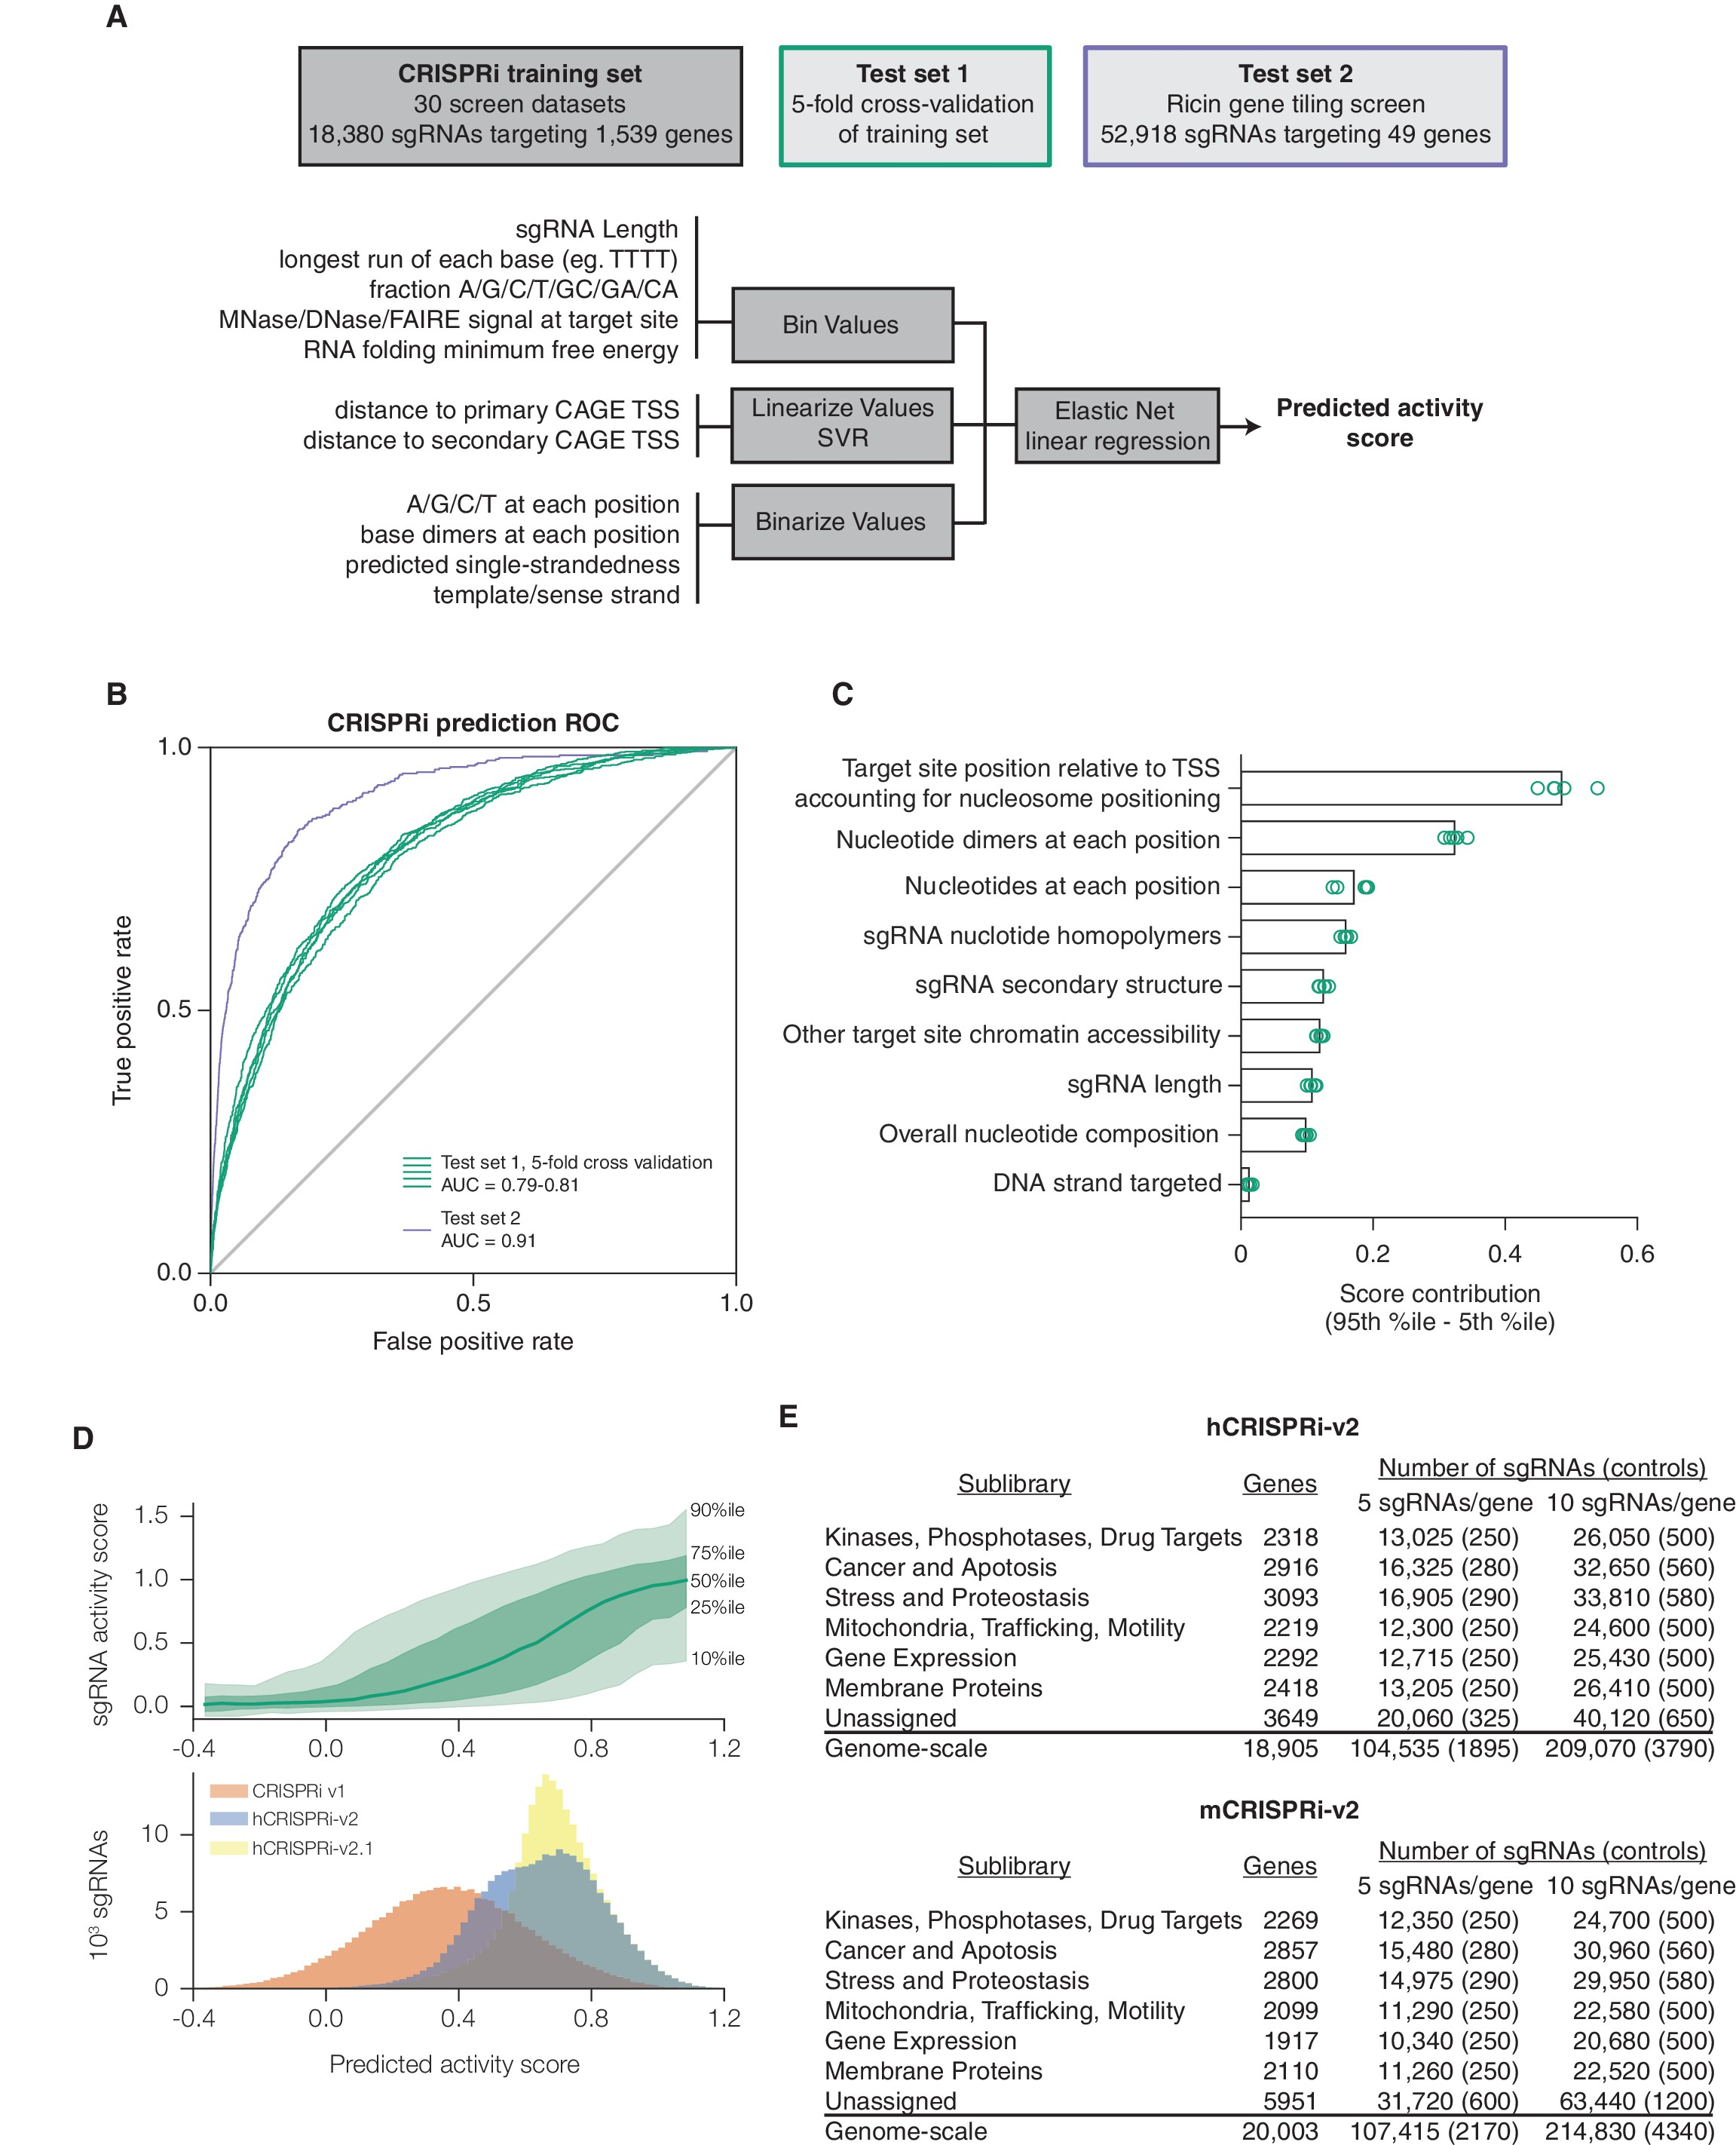 A
CRISPRi training set
30 screen datasets
18,380 sgRNAs targeting 1,539 genes
Test set 1
5-fold cross-validation
of training set
Test set 2
Ricin gene tiling screen
52,918 sgRNAs targeting 49 genes
sgRNA Length
longest run of each base (eg. TTTT)
fraction A/G/C/T/GC/GA/CA
MNase/DNase/FAIRE signal at target site
RNA folding minimum free energy
Bin Values
distance to primary CAGE TSS
distance to secondary CAGE TSS
Linearize Values
SVR
Elastic Net
linear regression
Predicted activity
score
A/G/C/T at each position
base dimers at each position
predicted single-strandedness
template/sense strand
Binarize Values
B
CRISPRi prediction ROC
1.0
0.5
0.0
True positive rate
Test set 1, 5-fold cross validation
AUC = 0.79-0.81
Test set 2
AUC = 0.91
0.0 0.5 1.0
False positive rate
C
Target site position relative to TSS
accounting for nucleosome positioning
Nucleotide dimers at each position
Nucleotides at each position
sgRNA nuclotide homopolymers
sgRNA secondary structure
Other target site chromatin accessibility
sgRNA length
Overall nucleotide composition
DNA strand targeted
0 0.2 0.4 0.6
Score contribution
(95th %ile - 5th %ile)
D
sgRNA activity score
1.5
1.0
0.5
0.0
90%ile
75%ile
50%ile
25%ile
10%ile
-0.4 0.0 0.4 0.8 1.2
CRISPRi v1
hCRISPRi-v2
hCRISPRi-v2.1
10³ sgRNAs
10
5
0
-0.4 0.0 0.4 0.8 1.2
Predicted activity score
E
hCRISPRi-v2
Sublibrary Genes Number of sgRNAs (controls)
5 sgRNAs/gene 10 sgRNAs/gene
Kinases, Phosphotases, Drug Targets 2318 13,025 (250) 26,050 (500)
Cancer and Apotosis 2916 16,325 (280) 32,650 (560)
Stress and Proteostasis 3093 16,905 (290) 33,810 (580)
Mitochondria, Trafficking, Motility 2219 12,300 (250) 24,600 (500)
Gene Expression 2292 12,715 (250) 25,430 (500)
Membrane Proteins 2418 13,205 (250) 26,410 (500)
Unassigned 3649 20,060 (325) 40,120 (650)
Genome-scale 18,905 104,535 (1895) 209,070 (3790)
mCRISPRi-v2
Sublibrary Genes Number of sgRNAs (controls)
5 sgRNAs/gene 10 sgRNAs/gene
Kinases, Phosphotases, Drug Targets 2269 12,350 (250) 24,700 (500)
Cancer and Apotosis 2857 15,480 (280) 30,960 (560)
Stress and Proteostasis 2800 14,975 (290) 29,950 (580)
Mitochondria, Trafficking, Motility 2099 11,290 (250) 22,580 (500)
Gene Expression 1917 10,340 (250) 20,680 (500)
Membrane Proteins 2110 11,260 (250) 22,520 (500)
Unassigned 5951 31,720 (600) 63,440 (1200)
Genome-scale 20,003 107,415 (2170) 214,830 (4340)